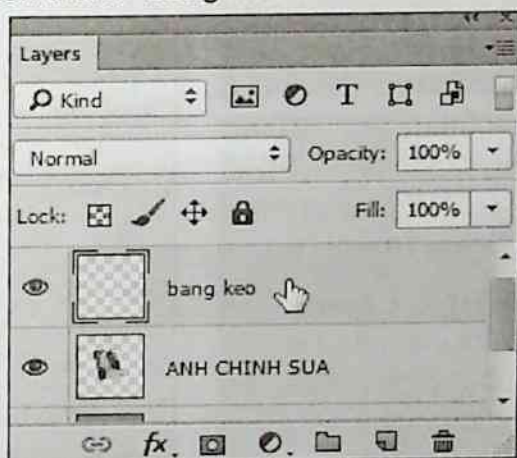 Layers
Kind
Normal
Opacity: 100%
Lock:
Fill: 100%
bang keo
ANH CHINH SUA
fx.